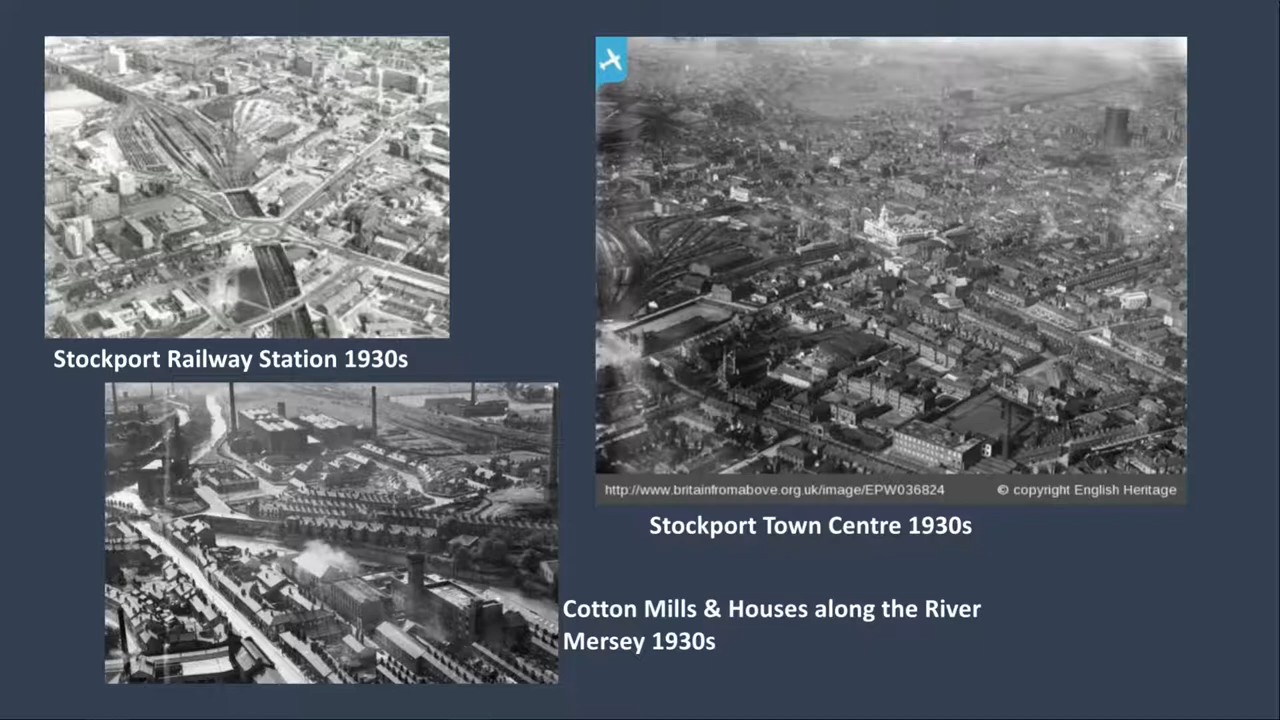 Stockport Railway Station 1930s
http://www.britainfromabove.org.uk/image/EPW036824 © copyright English Heritage
Stockport Town Centre 1930s
Cotton Mills & Houses along the River
Mersey 1930s